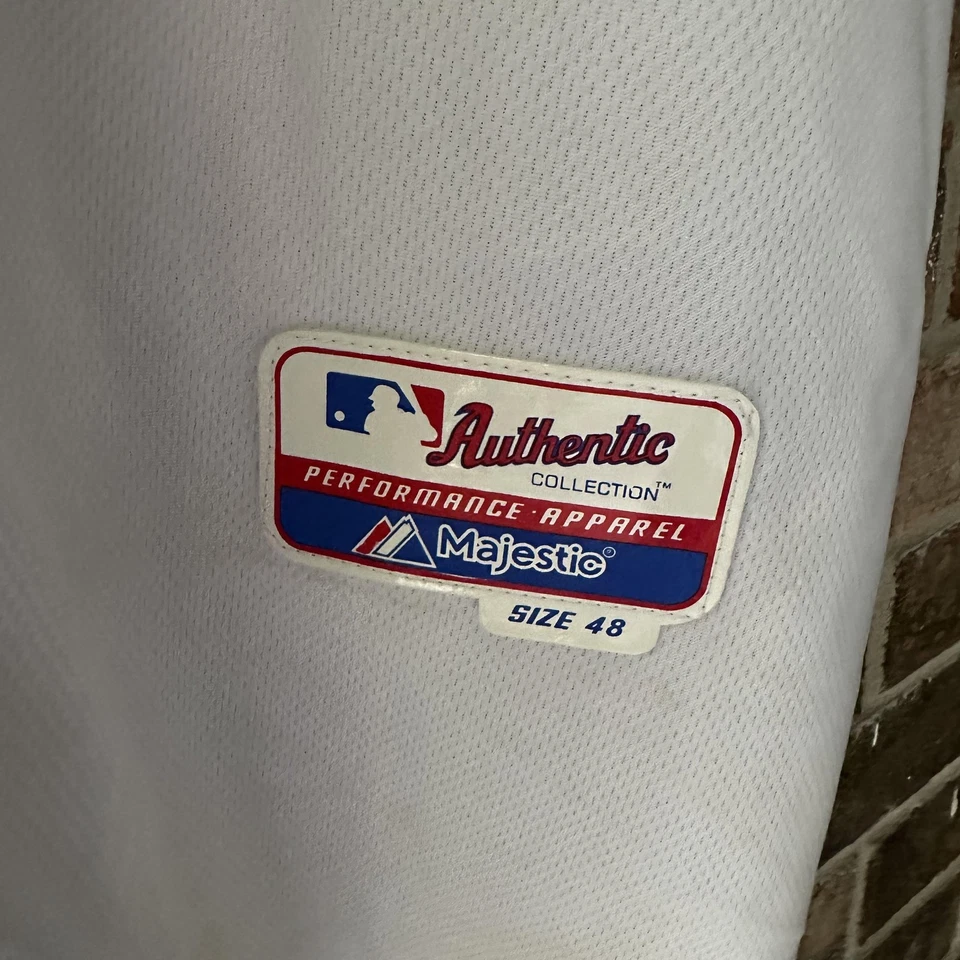 Authentic
COLLECTION™
PERFORMANCE · APPAREL
Majestic®
SIZE 48